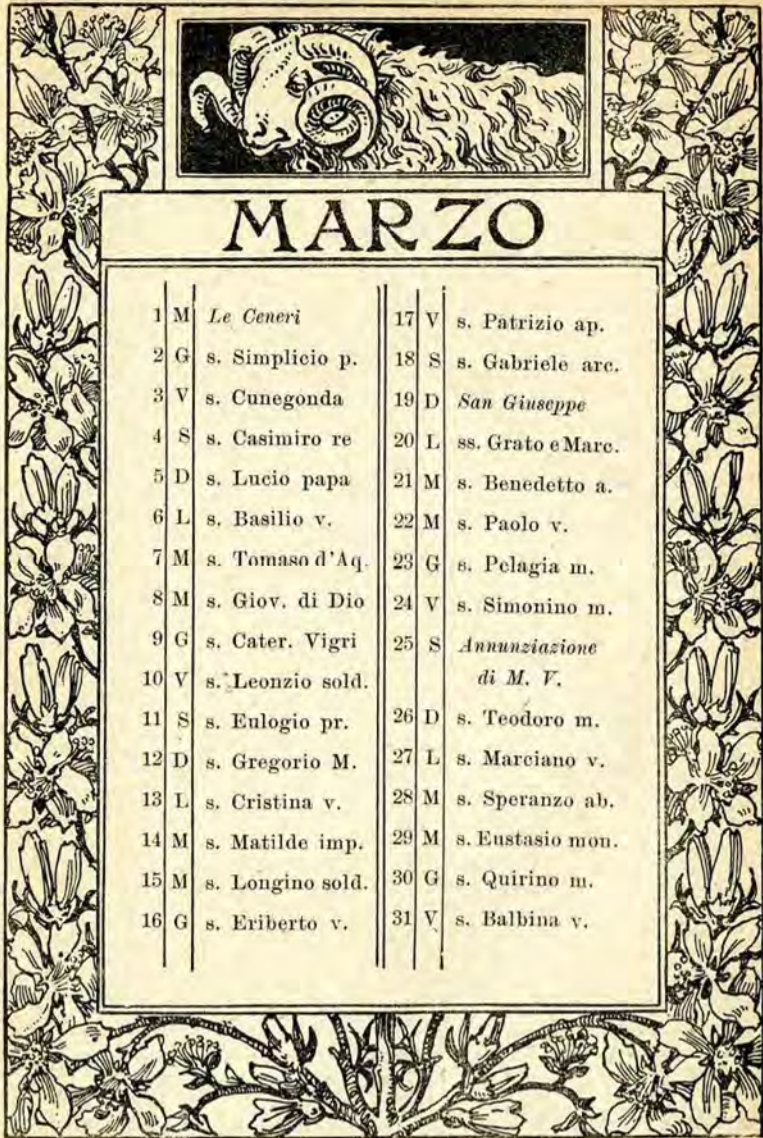 MARZO
1 M Le Ceneri
2 G s. Simplicio p.
3 V s. Cunegonda
4 S s. Casimiro re
5 D s. Lucio papa
6 L s. Basilio v.
7 M s. Tomaso d'Aq.
8 M s. Giov. di Dio
9 G s. Cater. Vigri
10 V s. Leonzio sold.
11 S s. Eulogio pr.
12 D s. Gregorio M.
13 L s. Cristina v.
14 M s. Matilde imp.
15 M s. Longino sold.
16 G s. Eriberto v.
17 V s. Patrizio ap.
18 S s. Gabriele arc.
19 D San Giuseppe
20 L ss. Grato e Marc.
21 M s. Benedetto a.
22 M s. Paolo v.
23 G s. Pelagia m.
24 V s. Simonino m.
25 S Annunziazione
di M. V.
26 D s. Teodoro m.
27 L s. Marciano v.
28 M s. Speranzo ab.
29 M s. Eustasio mon.
30 G s. Quirino m.
31 V s. Balbina v.